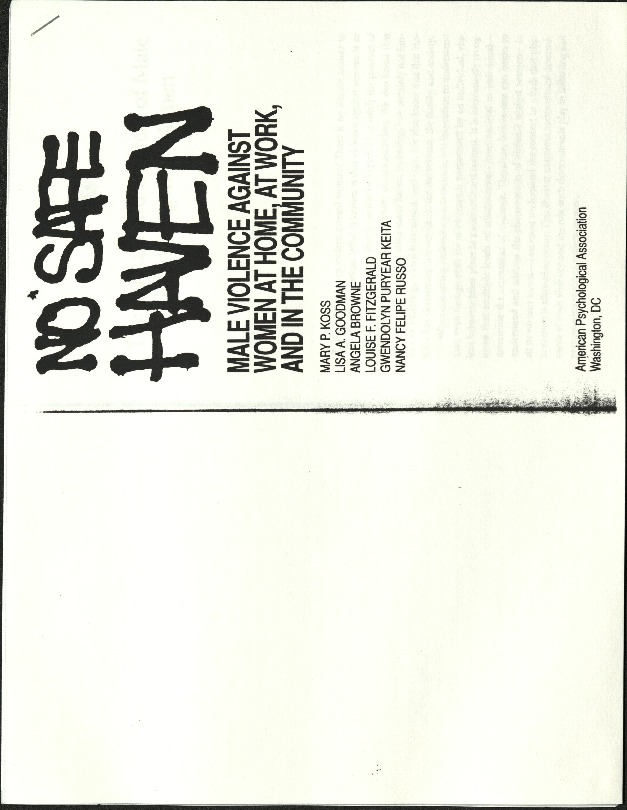 NO SAFE
HAVEN
MALE VIOLENCE AGAINST
WOMEN AT HOME, AT WORK,
AND IN THE COMMUNITY
MARY P. KOSS
LISA A. GOODMAN
ANGELA BROWNE
LOUISE F. FITZGERALD
GWENDOLYN PURYEAR KEITA
NANCY FELIPE RUSSO
American Psychological Association
Washington, DC